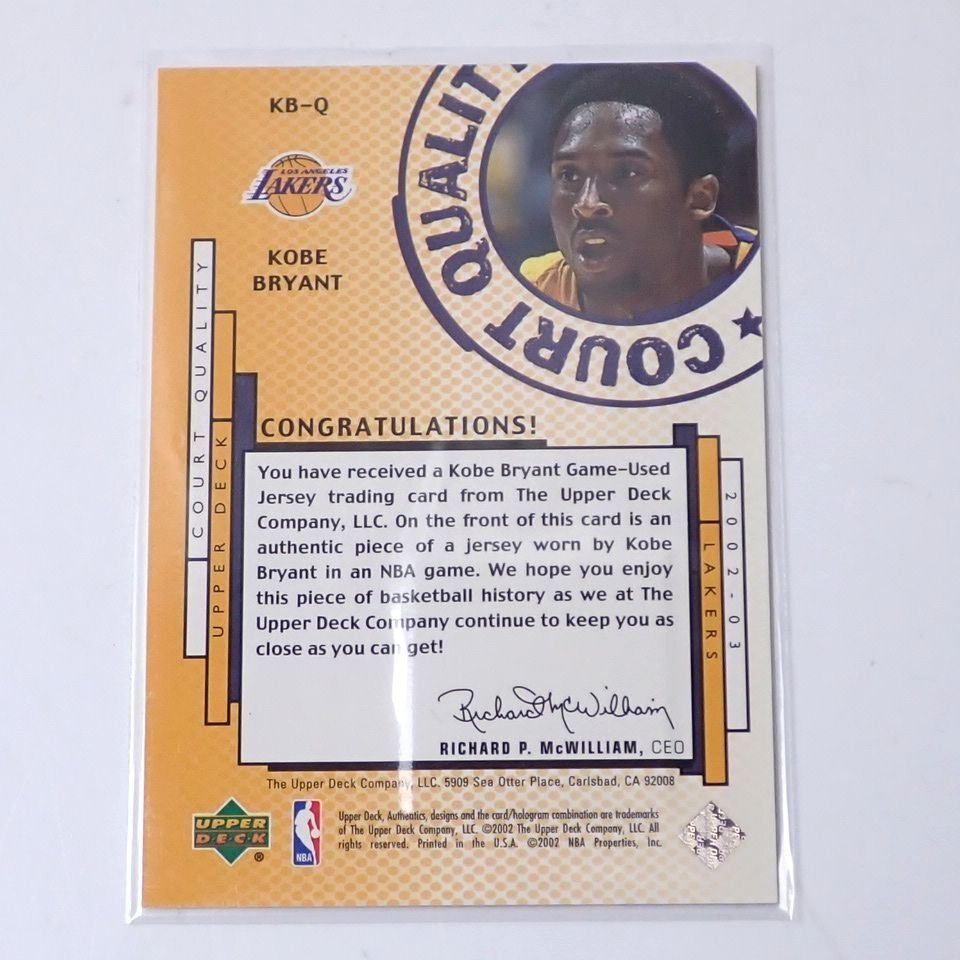 KB-Q
LOS ANGELES
LAKERS
KOBE
BRYANT
COURT QUALIT
COURT QUALITY
UPPER DECK
CONGRATULATIONS!
You have received a Kobe Bryant Game-Used
Jersey trading card from The Upper Deck
Company, LLC. On the front of this card is an
authentic piece of a jersey worn by Kobe
Bryant in an NBA game. We hope you enjoy
this piece of basketball history as we at The
Upper Deck Company continue to keep you as
close as you can get!
Richard McWilliam
RICHARD P. McWILLIAM, CEO
LAKERS
2002-03
The Upper Deck Company, LLC. 5909 Sea Otter Place, Carlsbad, CA 92008
UPPER
DECK
®
NBA
Upper Deck, Authentics, designs and the card/hologram combination are trademarks
of The Upper Deck Company, LLC. ©2002 The Upper Deck Company, LLC. All
rights reserved. Printed in the U.S.A. ©2002 NBA Properties, Inc.